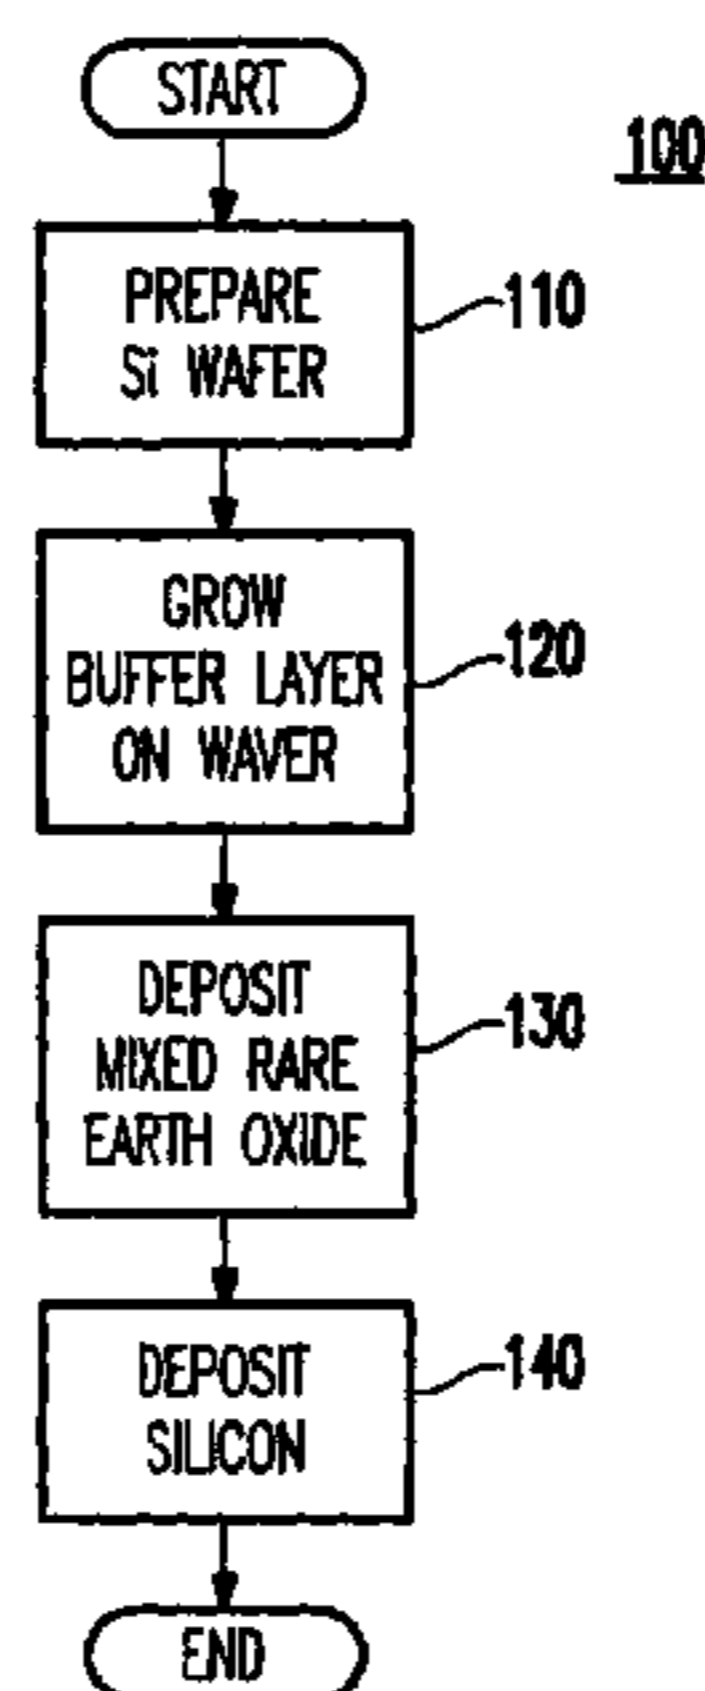 START
100
PREPARE
Si WAFER
110
GROW
BUFFER LAYER
ON WAVER
120
DEPOSIT
MIXED RARE
EARTH OXIDE
130
DEPOSIT
SILICON
140
END